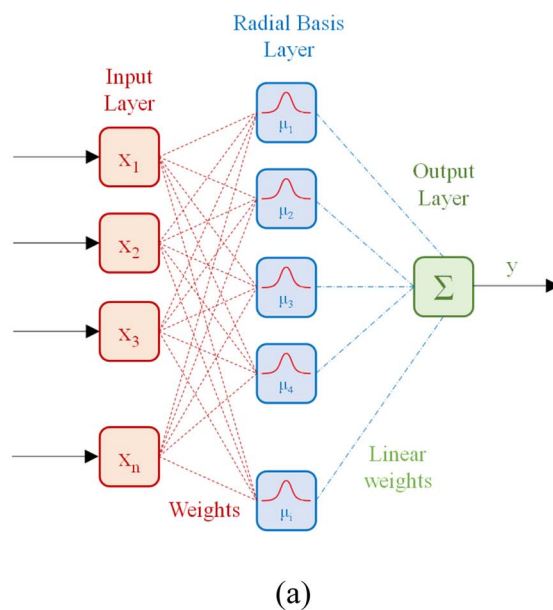 Radial Basis
Layer
Input
Layer
μ₁
X₁
Output
Layer
μ₂
X₂
y
Σ
μ₃
X₃
μ₄
Linear
weights
Xₙ
Weights
μᵢ
(a)